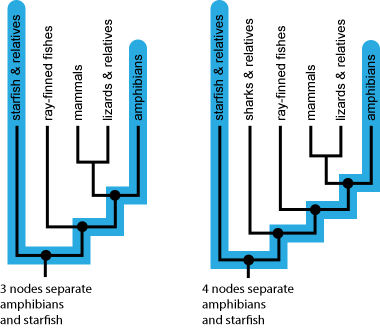 starfish & relatives
ray-finned fishes
mammals
lizards & relatives
amphibians
3 nodes separate
amphibians
and starfish
starfish & relatives
sharks & relatives
ray-finned fishes
mammals
lizards & relatives
amphibians
4 nodes separate
amphibians
and starfish